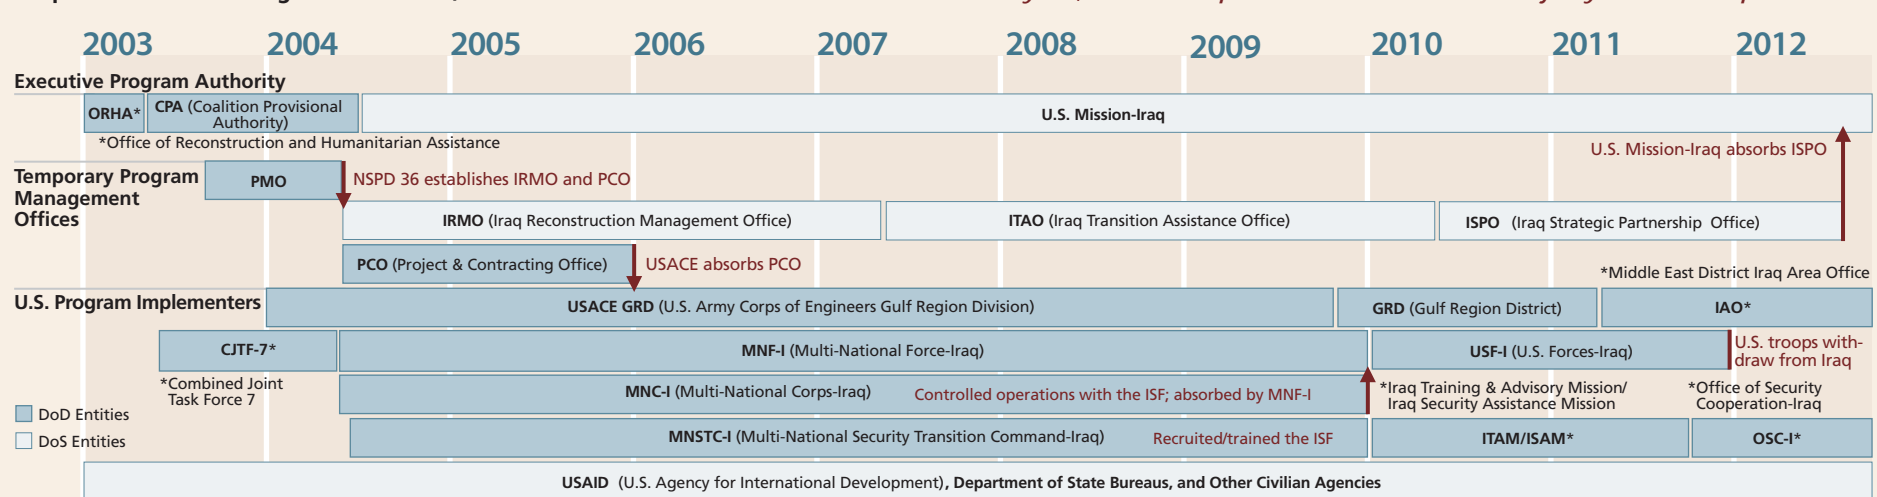 2003 2004 2005 2006 2007 2008 2009 2010 2011 2012
Executive Program Authority
ORHA*
CPA (Coalition Provisional
Authority)
U.S. Mission-Iraq
*Office of Reconstruction and Humanitarian Assistance
U.S. Mission-Iraq absorbs ISPO
Temporary Program
Management
Offices
PMO
NSPD 36 establishes IRMO and PCO
IRMO (Iraq Reconstruction Management Office)
ITAO (Iraq Transition Assistance Office)
ISPO (Iraq Strategic Partnership Office)
PCO (Project & Contracting Office)
USACE absorbs PCO
*Middle East District Iraq Area Office
U.S. Program Implementers
USACE GRD (U.S. Army Corps of Engineers Gulf Region Division)
GRD (Gulf Region District)
IAO*
CJTF-7*
MNF-I (Multi-National Force-Iraq)
USF-I (U.S. Forces-Iraq)
U.S. troops with-
draw from Iraq
*Combined Joint
Task Force 7
MNC-I (Multi-National Corps-Iraq)
Controlled operations with the ISF; absorbed by MNF-I
*Iraq Training & Advisory Mission/
Iraq Security Assistance Mission
*Office of Security
Cooperation-Iraq
DoD Entities
DoS Entities
MNSTC-I (Multi-National Security Transition Command-Iraq)
Recruited/trained the ISF
ITAM/ISAM*
OSC-I*
USAID (U.S. Agency for International Development), Department of State Bureaus, and Other Civilian Agencies